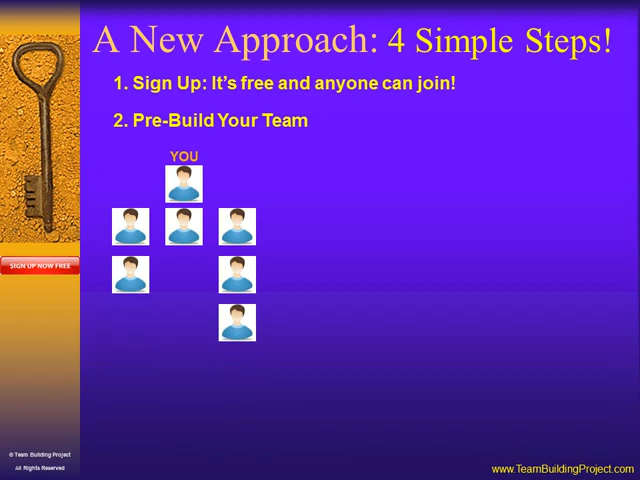 A New Approach: 4 Simple Steps!
1. Sign Up: It's free and anyone can join!
2. Pre-Build Your Team
YOU
SIGN UP NOW FREE
® Team Building Project
All Rights Reserved
www.TeamBuildingProject.com